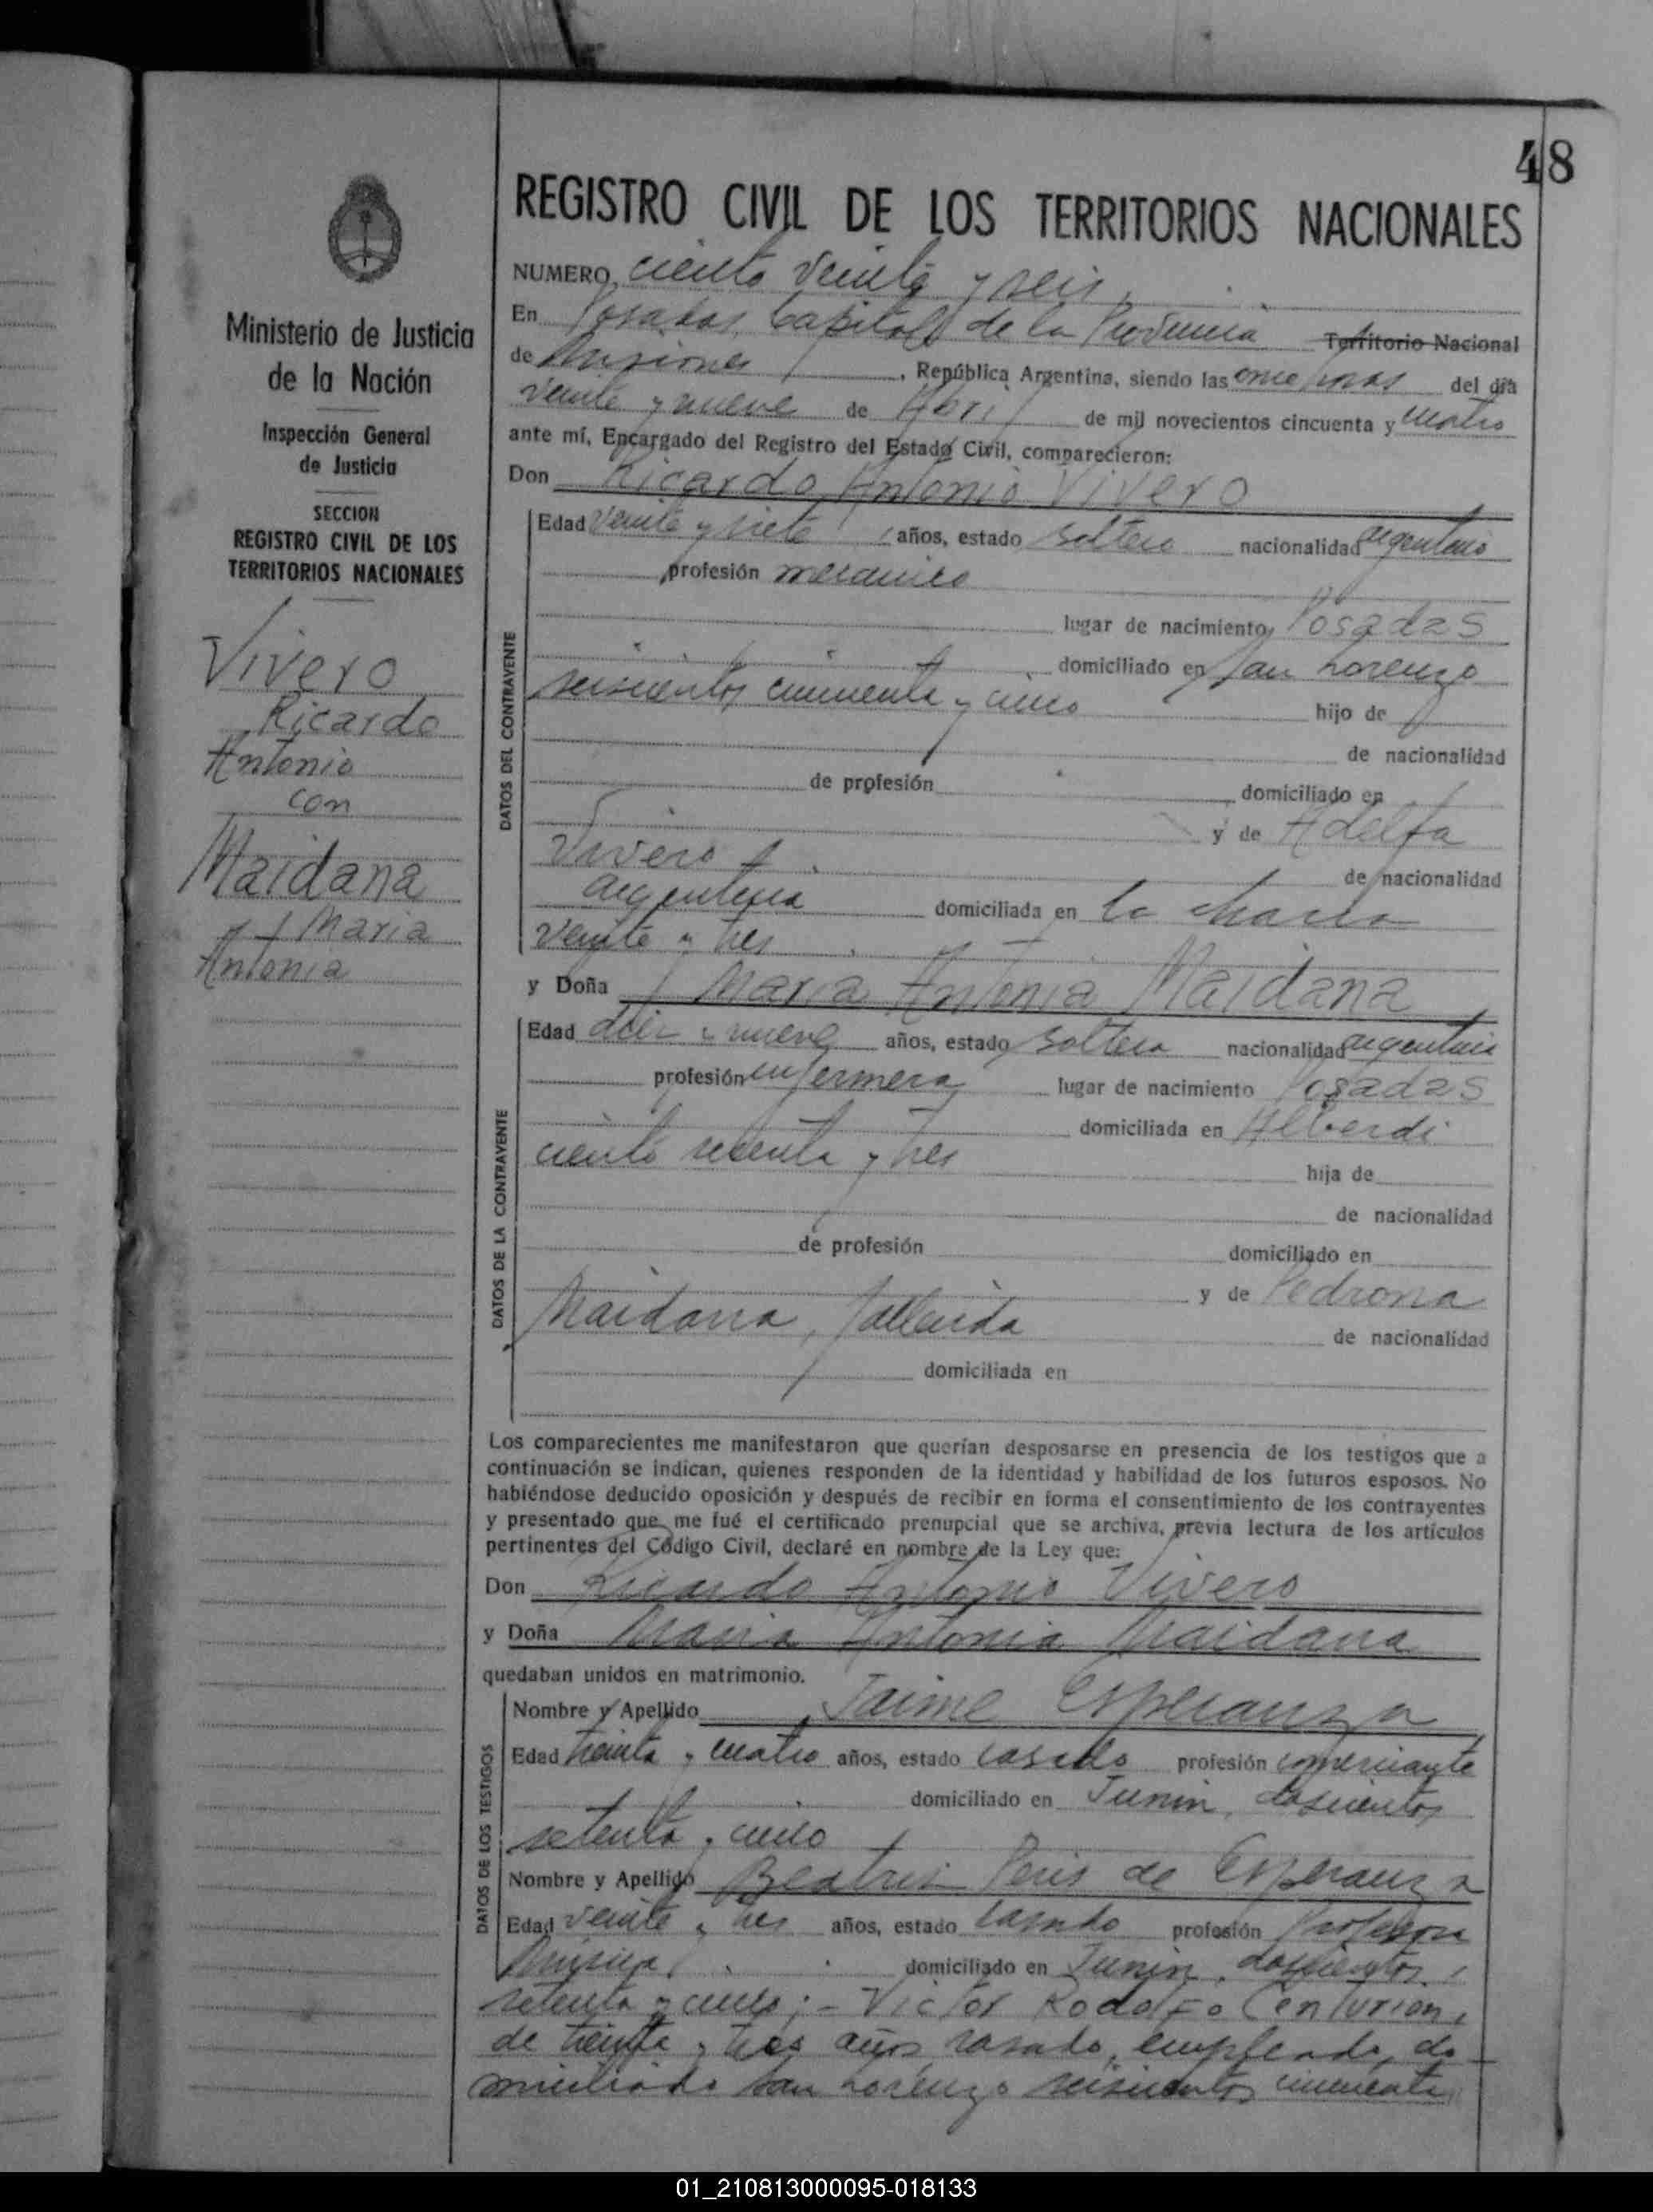 48
REGISTRO CIVIL DE LOS TERRITORIOS NACIONALES
NUMERO ciento veinte y seis
En Posadas, Capital de la Provincia Territorio Nacional
de Misiones, República Argentina, siendo las once horas del día
veinte y nueve de Abril de mil novecientos cincuenta y cuatro
ante mí, Encargado del Registro del Estado Civil, comparecieron:
Don Ricardo Antonio Vivero
Ministerio de Justicia
de la Nación
Inspección General
de Justicia
SECCION
REGISTRO CIVIL DE LOS
TERRITORIOS NACIONALES
Vivero
Ricardo
Antonio
con
Maidana
Maria
Antonia
DATOS DEL CONTRAYENTE
Edad veinte y siete años, estado soltero nacionalidad argentino
profesión mecanico
lugar de nacimiento Posadas
domiciliado en San Lorenzo
seiscientos cincuenta y cinco hijo de
de nacionalidad
de profesión domiciliado en
y de Adelfa
Vivero de nacionalidad
argentina domiciliada en la chacra
veinte y tres
y Doña Maria Antonia Maidana
DATOS DE LA CONTRAYENTE
Edad diez y nueve años, estado soltera nacionalidad argentina
profesión enfermera lugar de nacimiento Posadas
domiciliada en Alberdi
ciento setenta y tres hija de
de nacionalidad
de profesión domiciliado en
y de Pedrona
Maidana, fallecida de nacionalidad
domiciliada en
Los comparecientes me manifestaron que querían desposarse en presencia de los testigos que a
continuación se indican, quienes responden de la identidad y habilidad de los futuros esposos. No
habiéndose deducido oposición y después de recibir en forma el consentimiento de los contrayentes
y presentado que me fué el certificado prenupcial que se archiva, previa lectura de los artículos
pertinentes del Código Civil, declaré en nombre de la Ley que:
Don Ricardo Antonio Vivero
y Doña Maria Antonia Maidana
quedaban unidos en matrimonio.
DATOS DE LOS TESTIGOS
Nombre y Apellido Jaime Esperanza
Edad treinta y cuatro años, estado casado profesión comerciante
domiciliado en Junin, doscientos
setenta y cinco
Nombre y Apellido Beatriz Peris de Esperanza
Edad veinte y tres años, estado casada profesión Profesora
Musica, domiciliado en Junin, doscientos
setenta y cinco; - Victor Rodolfo Centurion,
de treinta y tres años casado, empleado, do-
miciliado San Lorenzo seiscientos cincuenta
01_210813000095-018133